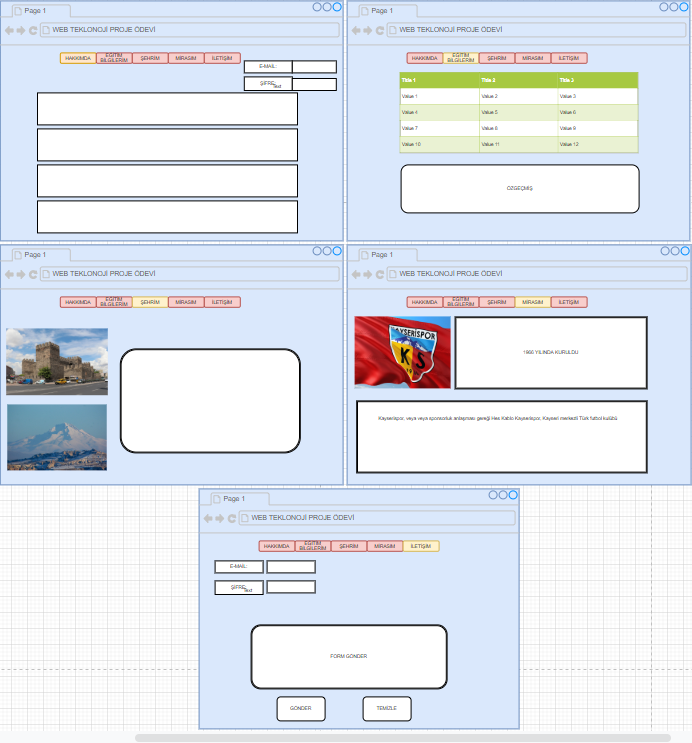 Page 1
WEB TEKLONOJİ PROJE ÖDEVİ
HAKKIMDA
EĞİTİM BİLGİLERİM
ŞEHRİM
MİRASIM
İLETİŞİM
E-MAİL:
ŞİFRE:
Text
Page 1
WEB TEKLONOJİ PROJE ÖDEVİ
HAKKIMDA
EĞİTİM BİLGİLERİM
ŞEHRİM
MİRASIM
İLETİŞİM
Title 1 Title 2 Title 3
Value 1 Value 2 Value 3
Value 4 Value 5 Value 6
Value 7 Value 8 Value 9
Value 10 Value 11 Value 12
ÖZGEÇMİŞ
Page 1
WEB TEKLONOJİ PROJE ÖDEVİ
HAKKIMDA
EĞİTİM BİLGİLERİM
ŞEHRİM
MİRASIM
İLETİŞİM
Page 1
WEB TEKLONOJİ PROJE ÖDEVİ
HAKKIMDA
EĞİTİM BİLGİLERİM
ŞEHRİM
MİRASIM
İLETİŞİM
KAYSERİSPOR
K S
1966 YILINDA KURULDU
Kayserispor, veya veya sponsorluk anlaşması gereği Hes Kablo Kayserispor, Kayseri merkezli Türk futbol kulübü.
Page 1
WEB TEKLONOJİ PROJE ÖDEVİ
HAKKIMDA
EĞİTİM BİLGİLERİM
ŞEHRİM
MİRASIM
İLETİŞİM
E-MAİL:
ŞİFRE:
Text
FORM GÖNDER
GÖNDER
TEMİZLE